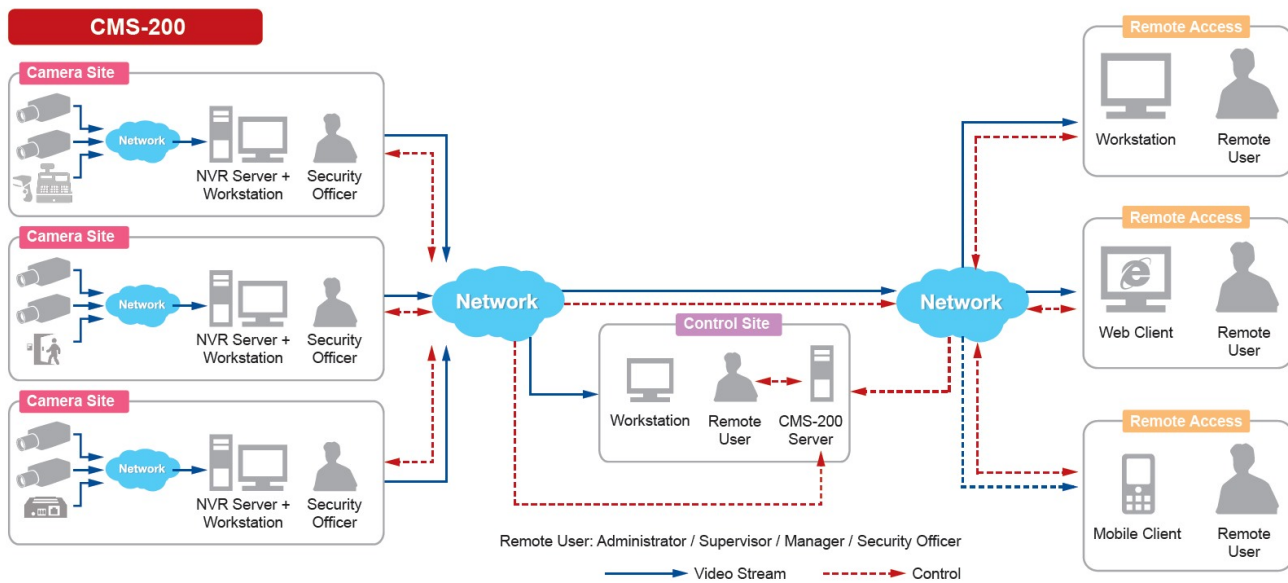 CMS-200
Camera Site
Network
NVR Server +
Workstation
Security
Officer
Camera Site
Network
NVR Server +
Workstation
Security
Officer
Camera Site
Network
NVR Server +
Workstation
Security
Officer
Network
Control Site
Workstation
Remote
User
CMS-200
Server
Network
Remote Access
Workstation
Remote
User
Remote Access
Web Client
Remote
User
Remote Access
Mobile Client
Remote
User
Remote User: Administrator / Supervisor / Manager / Security Officer
Video Stream
Control